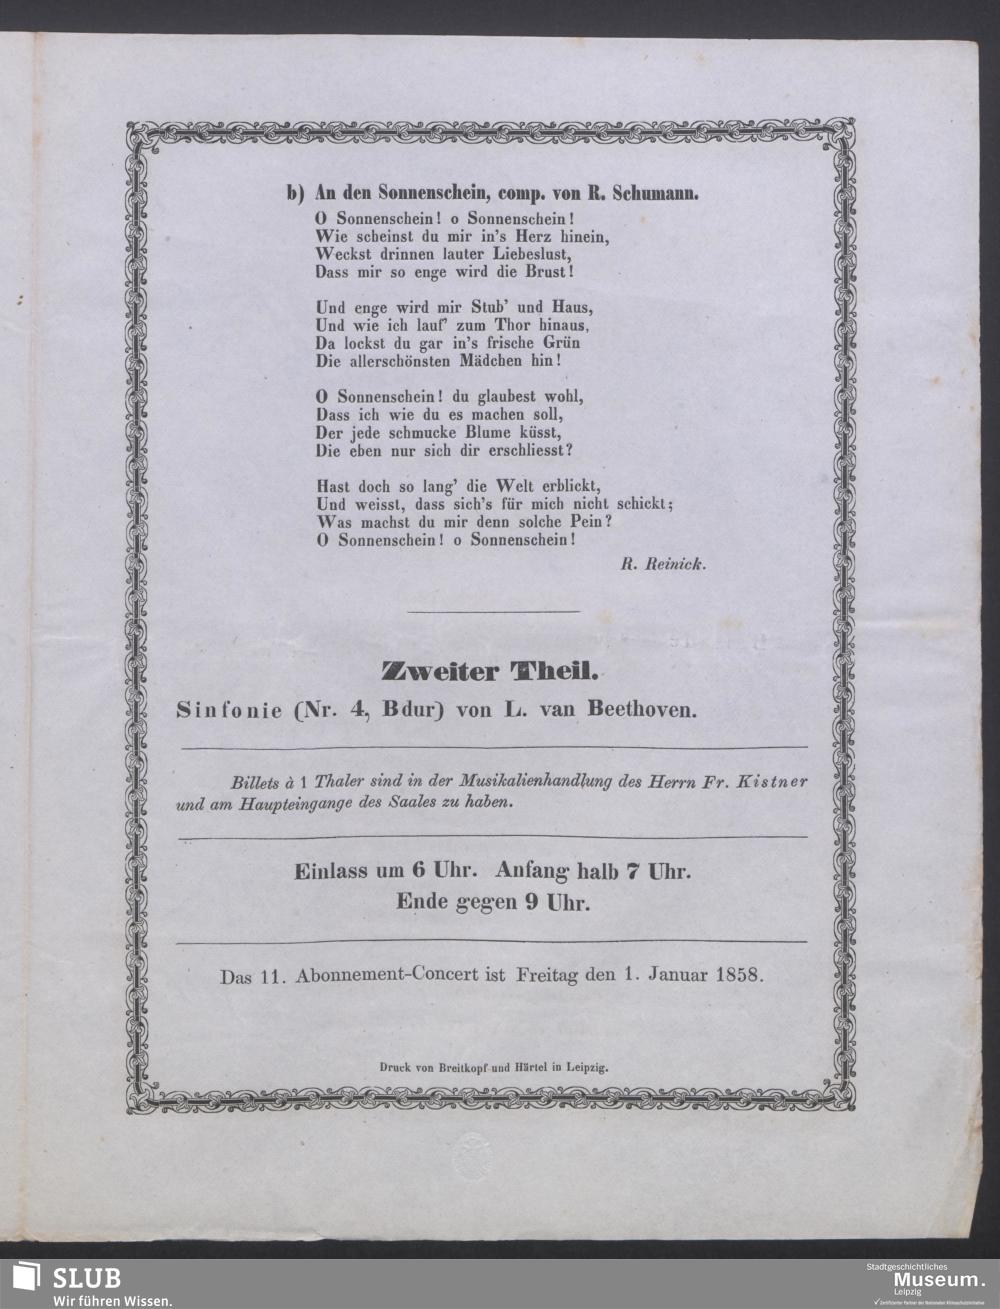 b) An den Sonnenschein, comp. von R. Schumann.
O Sonnenschein! o Sonnenschein!
Wie scheinst du mir in's Herz hinein,
Weckst drinnen lauter Liebeslust,
Dass mir so enge wird die Brust!
Und enge wird mir Stub' und Haus,
Und wie ich lauf' zum Thor hinaus,
Da lockst du gar in's frische Grün
Die allerschönsten Mädchen hin!
O Sonnenschein! du glaubest wohl,
Dass ich wie du es machen soll,
Der jede schmucke Blume küsst,
Die eben nur sich dir erschliesst?
Hast doch so lang' die Welt erblickt,
Und weisst, dass sich's für mich nicht schickt;
Was machst du mir denn solche Pein?
O Sonnenschein! o Sonnenschein!
R. Reinick.
Zweiter Theil.
Sinfonie (Nr. 4, Bdur) von L. van Beethoven.
Billets à 1 Thaler sind in der Musikalienhandlung des Herrn Fr. Kistner
und am Haupteingange des Saales zu haben.
Einlass um 6 Uhr. Anfang halb 7 Uhr.
Ende gegen 9 Uhr.
Das 11. Abonnement-Concert ist Freitag den 1. Januar 1858.
Druck von Breitkopf und Härtel in Leipzig.
SLUB
Wir führen Wissen.
Stadtgeschichtliches
Museum.
Leipzig
Zertifizierter Partner der Nationalen Klimaschutzinitiative